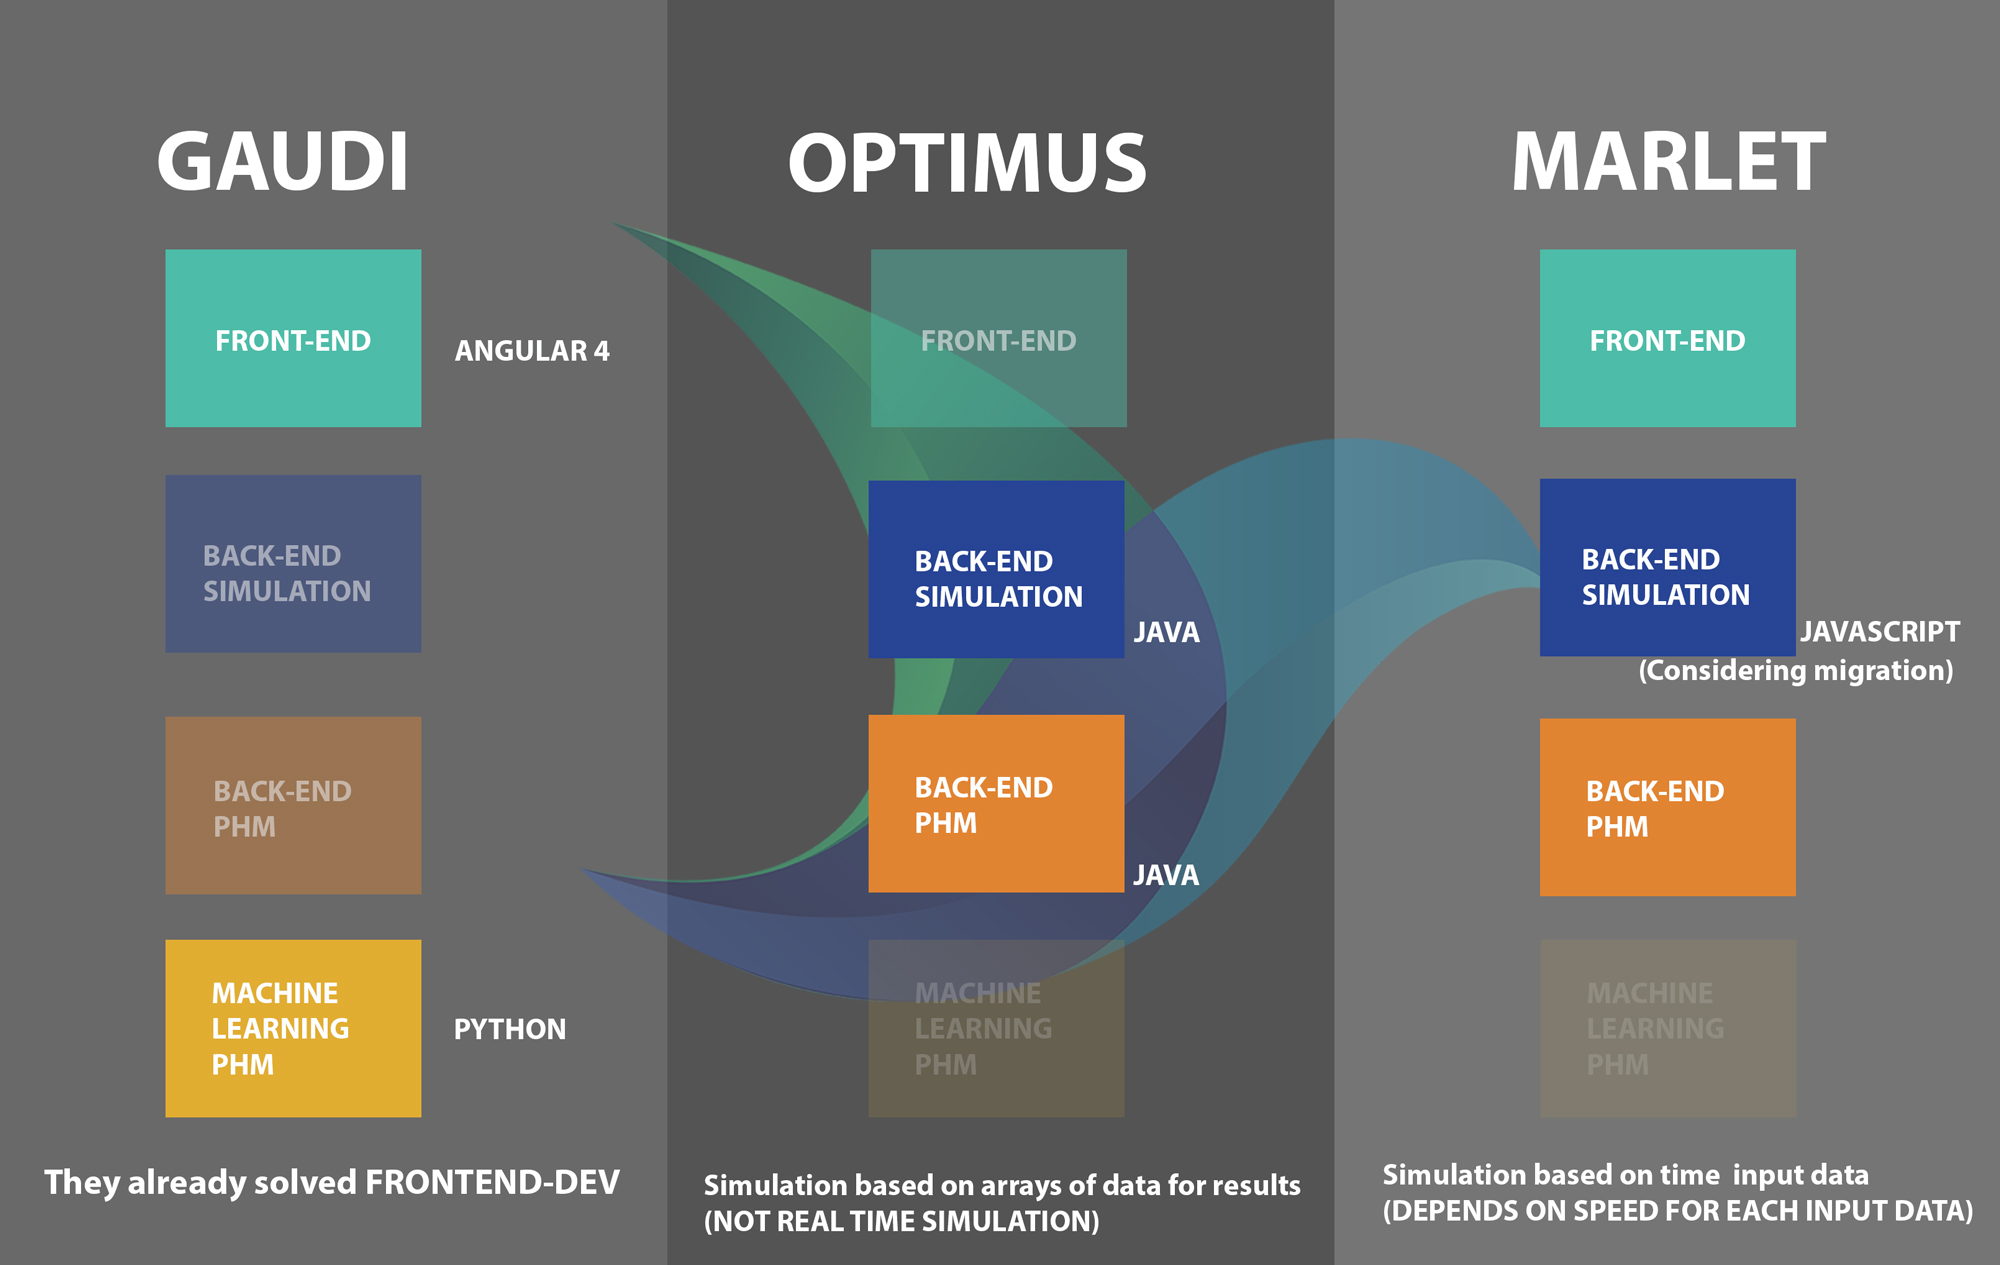 GAUDI
FRONT-END
ANGULAR 4
BACK-END
SIMULATION
BACK-END
PHM
MACHINE
LEARNING
PHM
PYTHON
They already solved FRONTEND-DEV
OPTIMUS
FRONT-END
BACK-END
SIMULATION
JAVA
BACK-END
PHM
JAVA
MACHINE
LEARNING
PHM
Simulation based on arrays of data for results
(NOT REAL TIME SIMULATION)
MARLET
FRONT-END
BACK-END
SIMULATION
JAVASCRIPT
(Considering migration)
BACK-END
PHM
MACHINE
LEARNING
PHM
Simulation based on time input data
(DEPENDS ON SPEED FOR EACH INPUT DATA)